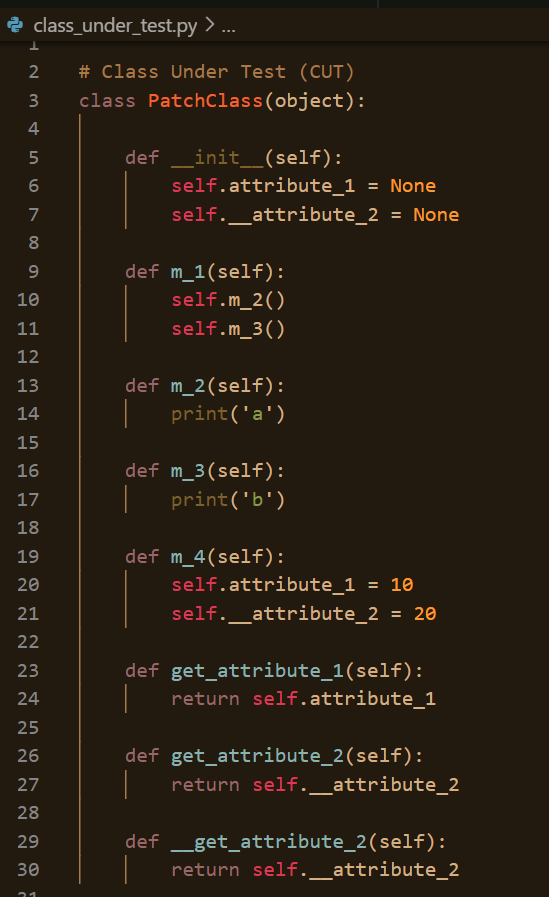 class_under_test.py > ...
1
2 # Class Under Test (CUT)
3 class PatchClass(object):
4
5     def __init__(self):
6         self.attribute_1 = None
7         self.__attribute_2 = None
8
9     def m_1(self):
10         self.m_2()
11         self.m_3()
12
13     def m_2(self):
14         print('a')
15
16     def m_3(self):
17         print('b')
18
19     def m_4(self):
20         self.attribute_1 = 10
21         self.__attribute_2 = 20
22
23     def get_attribute_1(self):
24         return self.attribute_1
25
26     def get_attribute_2(self):
27         return self.__attribute_2
28
29     def __get_attribute_2(self):
30         return self.__attribute_2
31